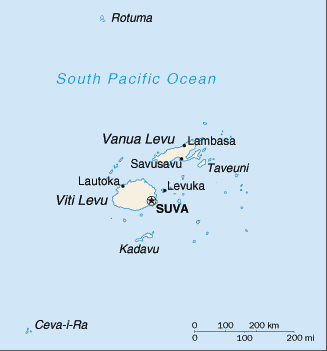 Rotuma
South Pacific Ocean
Vanua Levu
Lambasa
Savusavu
Taveuni
Lautoka
Levuka
Viti Levu
SUVA
Kadavu
Ceva-i-Ra
0 100 200 km
0 100 200 mi